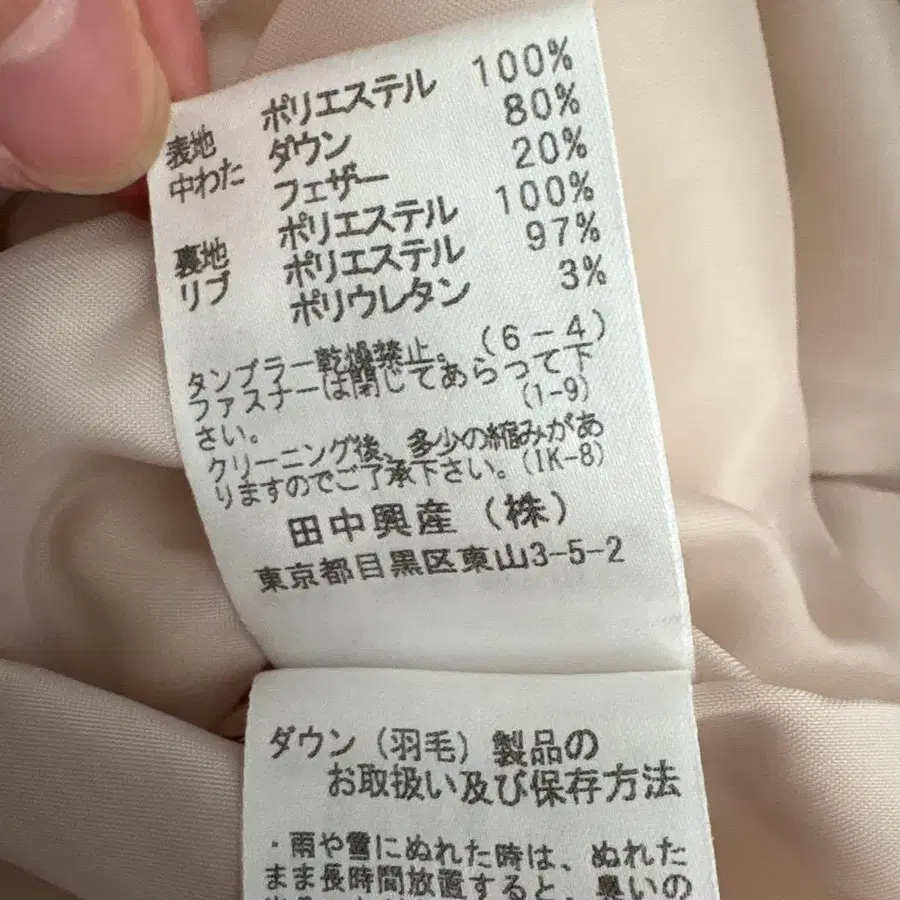 表地 ポリエステル 100%
中わた ダウン 80%
フェザー 20%
裏地 ポリエステル 100%
リブ ポリエステル 97%
ポリウレタン 3%
タンブラー乾燥禁止。(6-4)
ファスナーは閉じてあらって下
さい。 (1-9)
クリーニング後、多少の縮みがあ
りますのでご了承下さい。(IK-8)
田中興産(株)
東京都目黒区東山3-5-2
ダウン(羽毛)製品の
お取扱い及び保存方法
・雨や雪にぬれた時は、ぬれた
まま長時間放置すると、臭いの